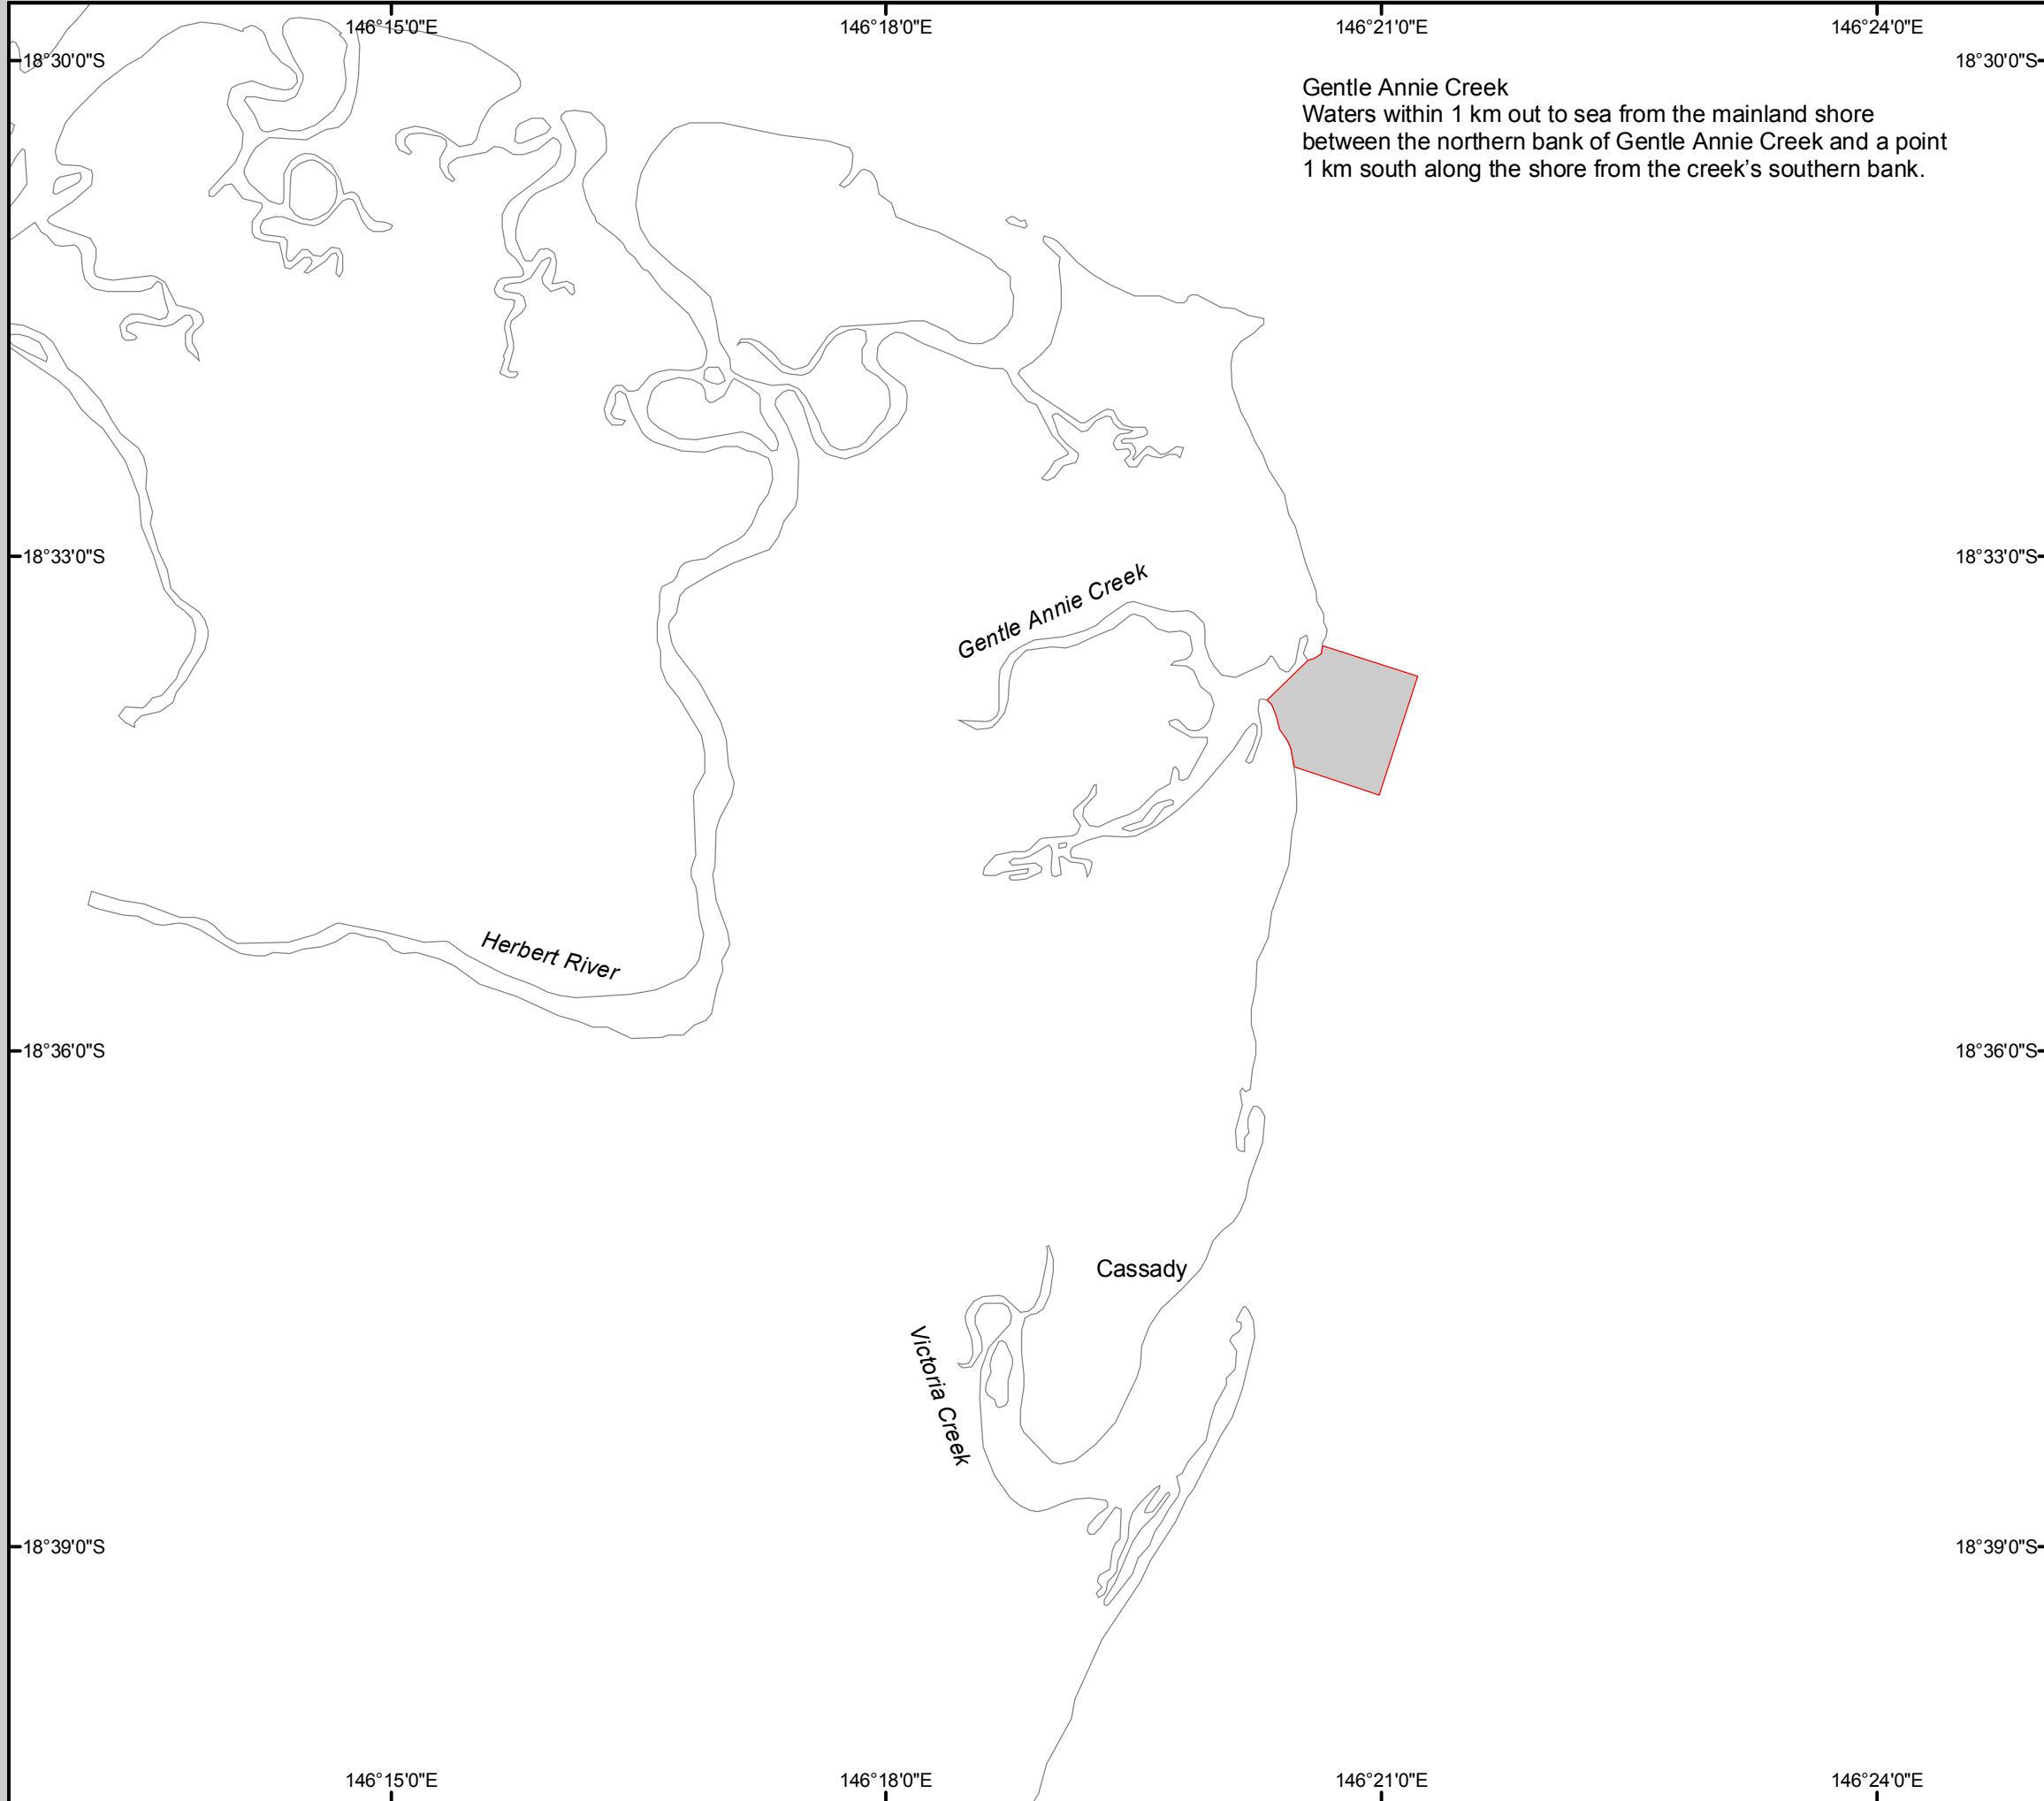 146°15'0"E
146°18'0"E
146°21'0"E
146°24'0"E
18°30'0"S
18°30'0"S
Gentle Annie Creek
Waters within 1 km out to sea from the mainland shore
between the northern bank of Gentle Annie Creek and a point
1 km south along the shore from the creek’s southern bank.
18°33'0"S
18°33'0"S
Gentle Annie Creek
Herbert River
18°36'0"S
18°36'0"S
Cassady
Victoria Creek
18°39'0"S
18°39'0"S
146°15'0"E
146°18'0"E
146°21'0"E
146°24'0"E